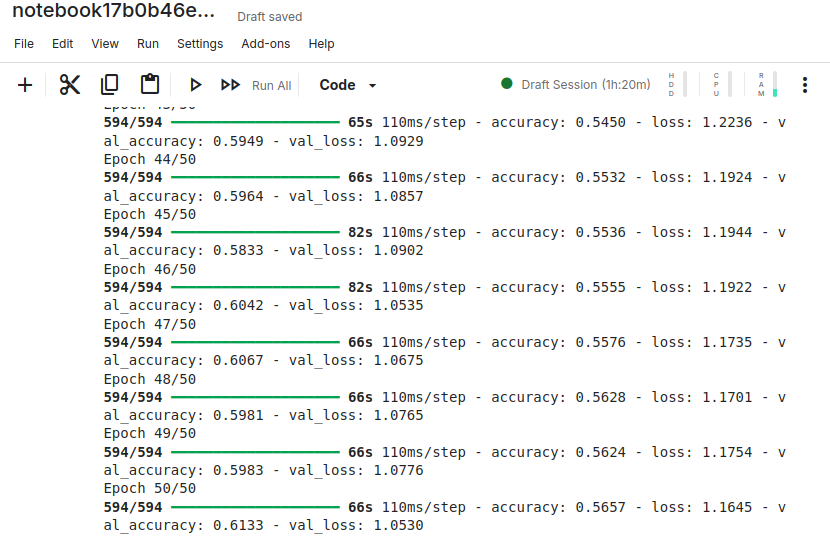 notebook17b0b46e... Draft saved
File Edit View Run Settings Add-ons Help
+ Run All Code Draft Session (1h:20m) HDD CPU RAM
Epoch 43/50
594/594 ━━━━━━━━━━━━━━━━━━━━ 65s 110ms/step - accuracy: 0.5450 - loss: 1.2236 - v
al_accuracy: 0.5949 - val_loss: 1.0929
Epoch 44/50
594/594 ━━━━━━━━━━━━━━━━━━━━ 66s 110ms/step - accuracy: 0.5532 - loss: 1.1924 - v
al_accuracy: 0.5964 - val_loss: 1.0857
Epoch 45/50
594/594 ━━━━━━━━━━━━━━━━━━━━ 82s 110ms/step - accuracy: 0.5536 - loss: 1.1944 - v
al_accuracy: 0.5833 - val_loss: 1.0902
Epoch 46/50
594/594 ━━━━━━━━━━━━━━━━━━━━ 82s 110ms/step - accuracy: 0.5555 - loss: 1.1922 - v
al_accuracy: 0.6042 - val_loss: 1.0535
Epoch 47/50
594/594 ━━━━━━━━━━━━━━━━━━━━ 66s 110ms/step - accuracy: 0.5576 - loss: 1.1735 - v
al_accuracy: 0.6067 - val_loss: 1.0675
Epoch 48/50
594/594 ━━━━━━━━━━━━━━━━━━━━ 66s 110ms/step - accuracy: 0.5628 - loss: 1.1701 - v
al_accuracy: 0.5981 - val_loss: 1.0765
Epoch 49/50
594/594 ━━━━━━━━━━━━━━━━━━━━ 66s 110ms/step - accuracy: 0.5624 - loss: 1.1754 - v
al_accuracy: 0.5983 - val_loss: 1.0776
Epoch 50/50
594/594 ━━━━━━━━━━━━━━━━━━━━ 66s 110ms/step - accuracy: 0.5657 - loss: 1.1645 - v
al_accuracy: 0.6133 - val_loss: 1.0530